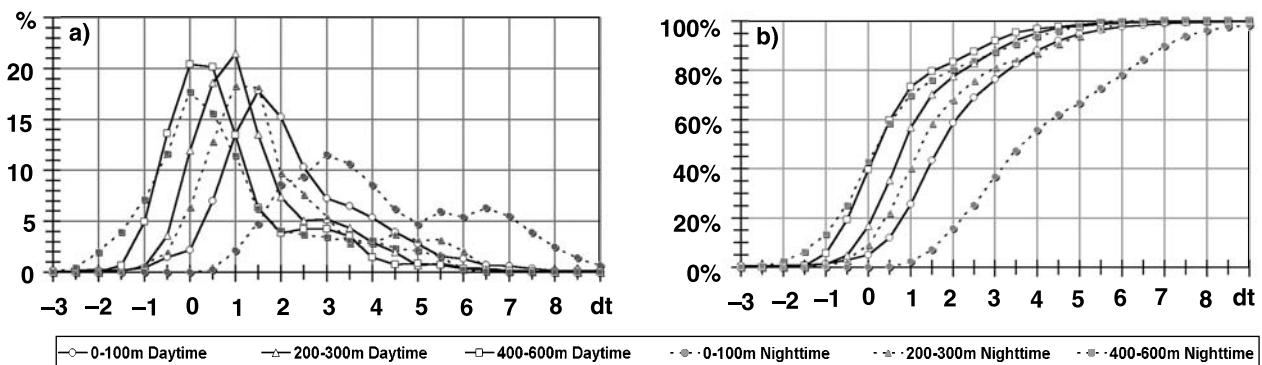 %
a)
20
15
10
5
0
–3 –2 –1 0 1 2 3 4 5 6 7 8 dt
b)
100%
80%
60%
40%
20%
0%
–3 –2 –1 0 1 2 3 4 5 6 7 8 dt
0-100m Daytime 200-300m Daytime 400-600m Daytime 0-100m Nighttime 200-300m Nighttime 400-600m Nighttime